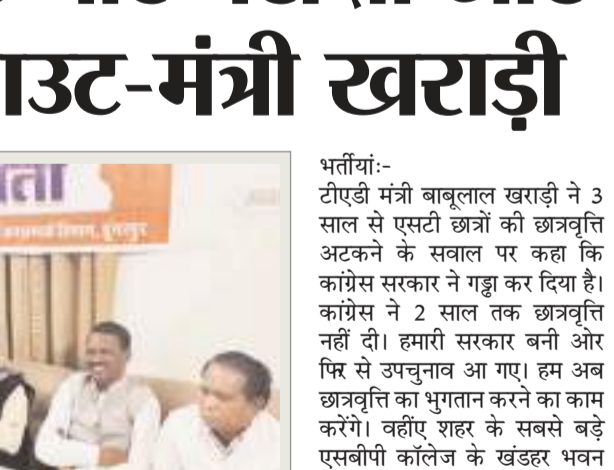 उट-मंत्री खराड़ी
भर्तीयांः-
टीएडी मंत्री बाबूलाल खराड़ी ने 3
साल से एसटी छात्रों की छात्रवृत्ति
अटकने के सवाल पर कहा कि
कांग्रेस सरकार ने गड्ढा कर दिया है।
कांग्रेस ने 2 साल तक छात्रवृत्ति
नहीं दी। हमारी सरकार बनी ओर
फिर से उपचुनाव आ गए। हम अब
छात्रवृत्ति का भुगतान करने का काम
करेंगे। वहींए शहर के सबसे बड़े
एसबीपी कॉलेज के खंडहर भवन